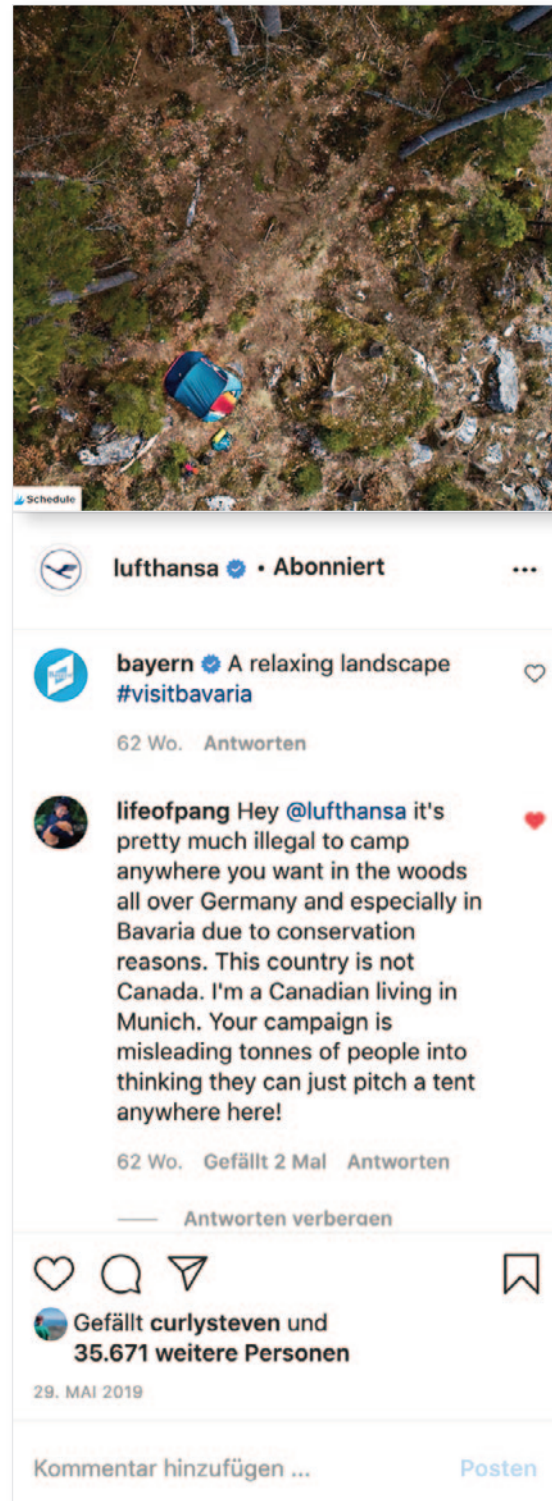 Schedule
lufthansa • Abonniert
bayern A relaxing landscape
#visitbavaria
62 Wo. Antworten
lifeofpang Hey @lufthansa it's
pretty much illegal to camp
anywhere you want in the woods
all over Germany and especially in
Bavaria due to conservation
reasons. This country is not
Canada. I'm a Canadian living in
Munich. Your campaign is
misleading tonnes of people into
thinking they can just pitch a tent
anywhere here!
62 Wo. Gefällt 2 Mal Antworten
Antworten verbergen
Gefällt curlysteven und
35.671 weitere Personen
29. MAI 2019
Kommentar hinzufügen ... Posten